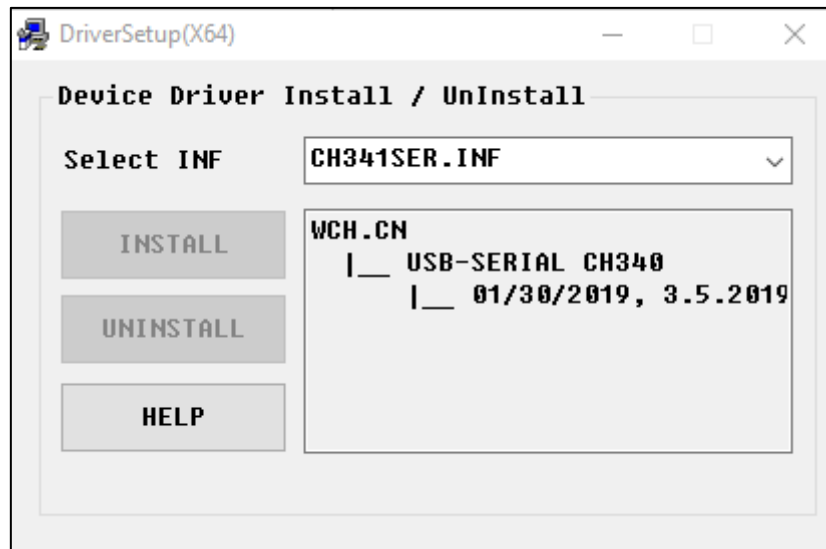 DriverSetup(X64)
Device Driver Install / UnInstall
Select INF
CH341SER.INF
INSTALL
UNINSTALL
HELP
WCH.CN
|__ USB-SERIAL CH340
|__ 01/30/2019, 3.5.2019